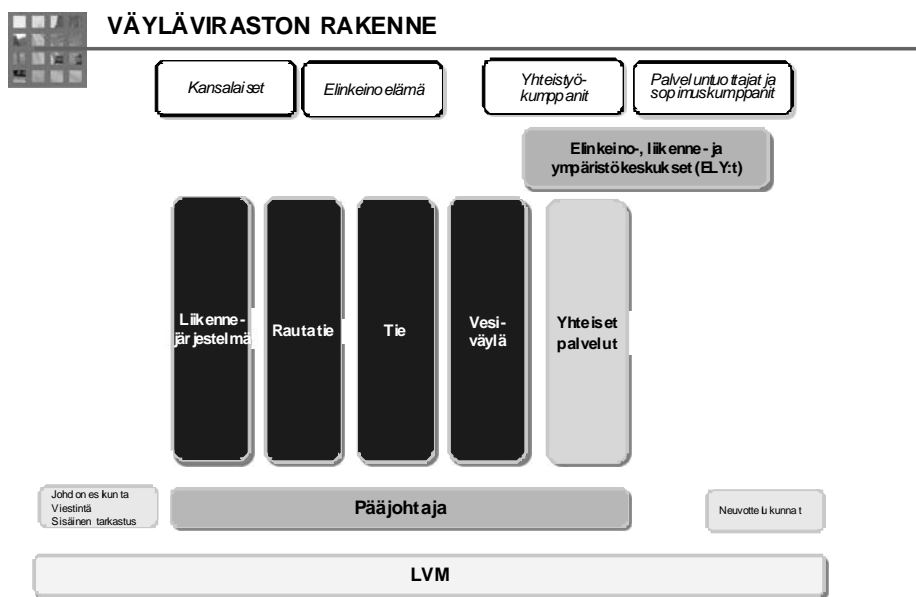 VÄYLÄVIRASTON RAKENNE
Kansalaiset
Elinkeinoelämä
Yhteistyö-
kumppanit
Palveluntuottajat ja
sopimuskumppanit
Elinkeino-, liikenne- ja
ympäristökeskukset (ELY:t)
Liikenne-
järjestelmä
Rautatie
Tie
Vesi-
väylä
Yhteiset
palvelut
Johdon esikunta
Viestintä
Sisäinen tarkastus
Pääjohtaja
Neuvottelukunnat
LVM